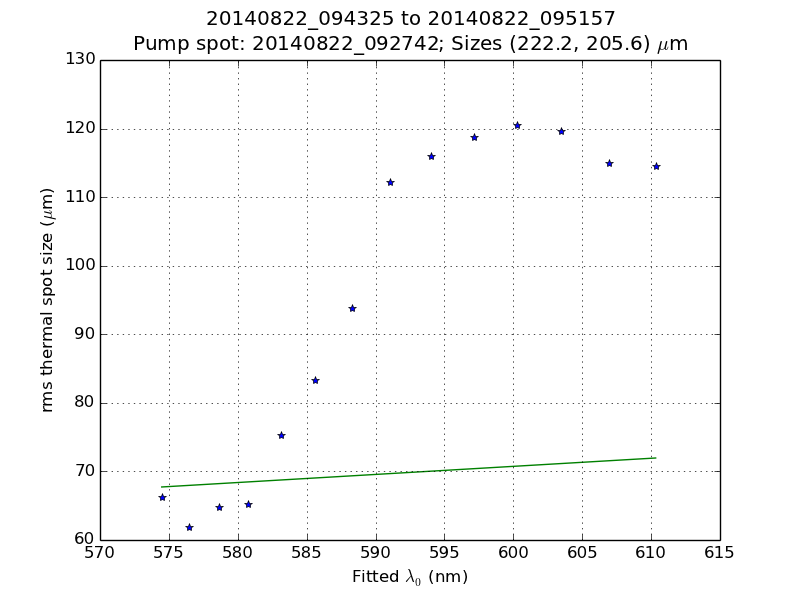 20140822_094325 to 20140822_095157
Pump spot: 20140822_092742; Sizes (222.2, 205.6) μm
130
120
110
100
90
80
70
60
rms thermal spot size (μm)
570 575 580 585 590 595 600 605 610 615
Fitted λ₀ (nm)